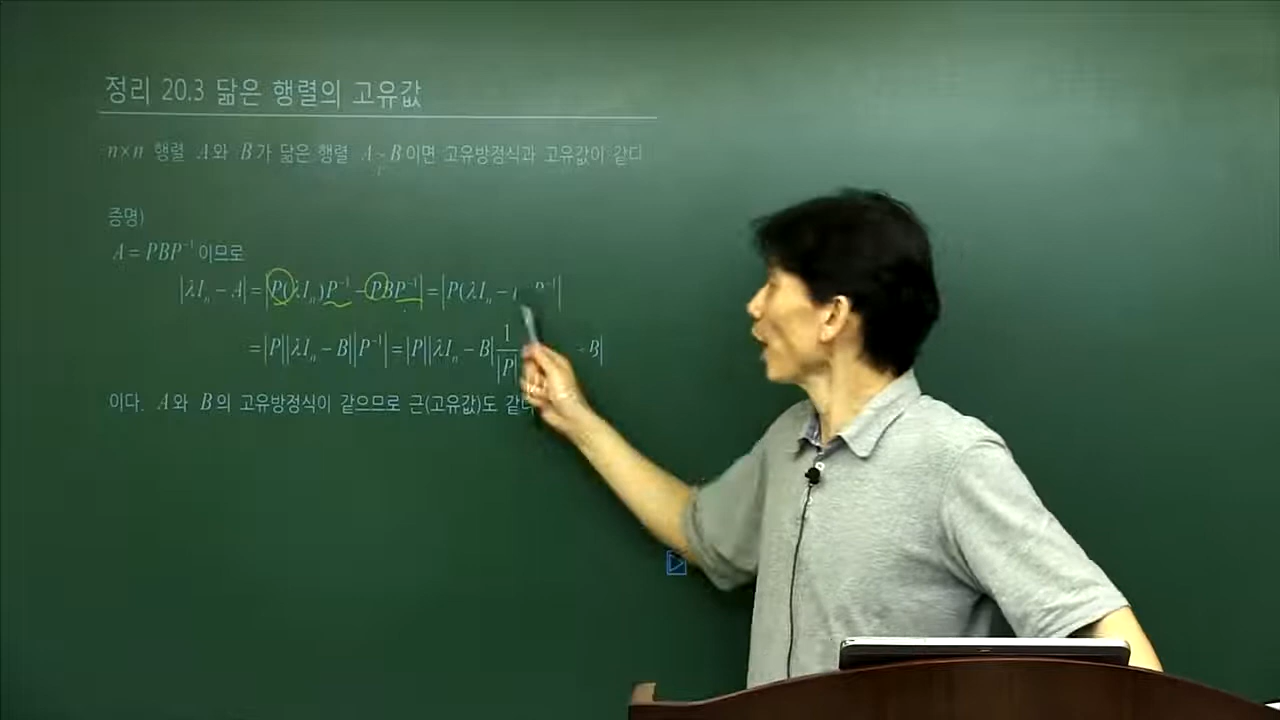 정리 20.3 닮은 행렬의 고유값
n×n 행렬 A와 B가 닮은 행렬 A~B이면 고유방정식과 고유값이 같다
증명)
A = PBP⁻¹ 이므로
|λIₙ − A| = |P(λIₙ)P⁻¹ − PBP⁻¹| = |P(λIₙ −
= |P||λIₙ − B||P⁻¹| = |P||λIₙ − B| 1/|P| − B|
이다. A와 B의 고유방정식이 같으므로 근(고유값)도 같다